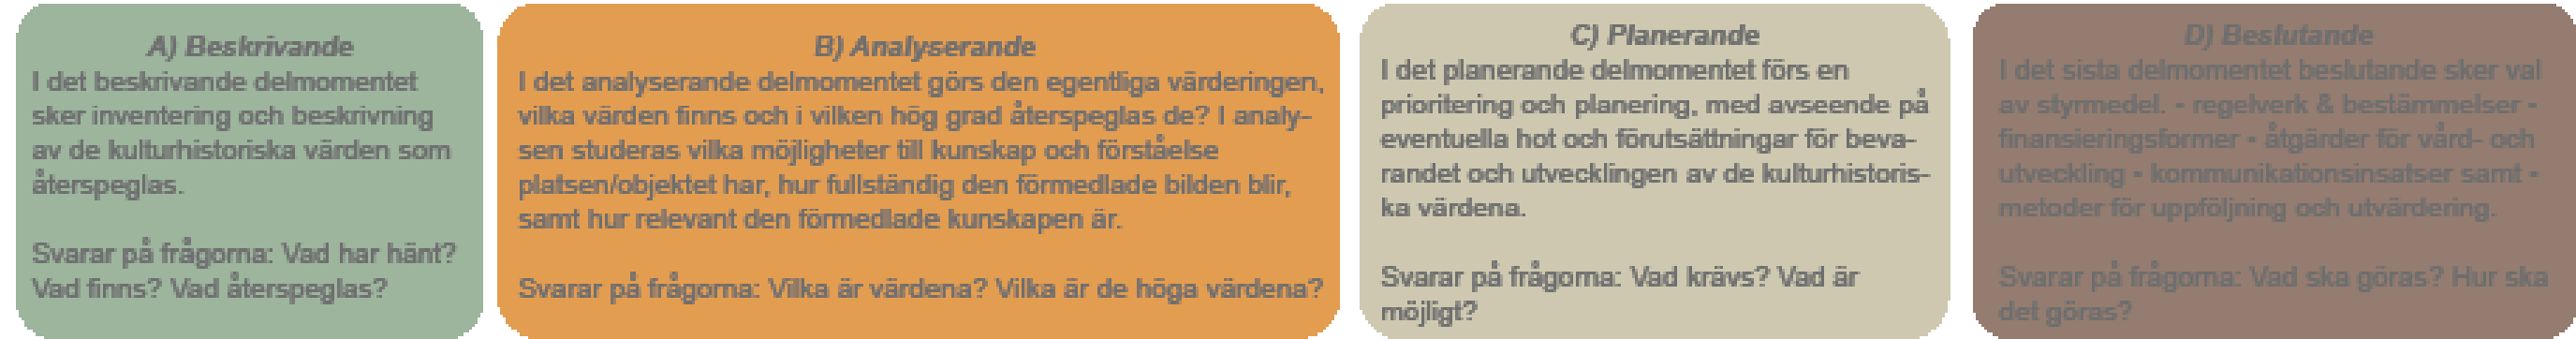 A) Beskrivande
I det beskrivande delmomentet
sker inventering och beskrivning
av de kulturhistoriska värden som
återspeglas.
Svarar på frågorna: Vad har hänt?
Vad finns? Vad återspeglas?
B) Analyserande
I det analyserande delmomentet görs den egentliga värderingen,
vilka värden finns och i vilken hög grad återspeglas de? I analy-
sen studeras vilka möjligheter till kunskap och förståelse
platsen/objektet har, hur fullständig den förmedlade bilden blir,
samt hur relevant den förmedlade kunskapen är.
Svarar på frågorna: Vilka är värdena? Vilka är de höga värdena?
C) Planerande
I det planerande delmomentet förs en
prioritering och planering, med avseende på
eventuella hot och förutsättningar för beva-
randet och utvecklingen av de kulturhistoris-
ka värdena.
Svarar på frågorna: Vad krävs? Vad är
möjligt?
D) Beslutande
I det sista delmomentet beslutande sker val
av styrmedel. - regelverk & bestämmelser -
finansieringsformer - åtgärder för vård- och
utveckling - kommunikationsinsatser samt -
metoder för uppföljning och utvärdering.
Svarar på frågorna: Vad ska göras? Hur ska
det göras?